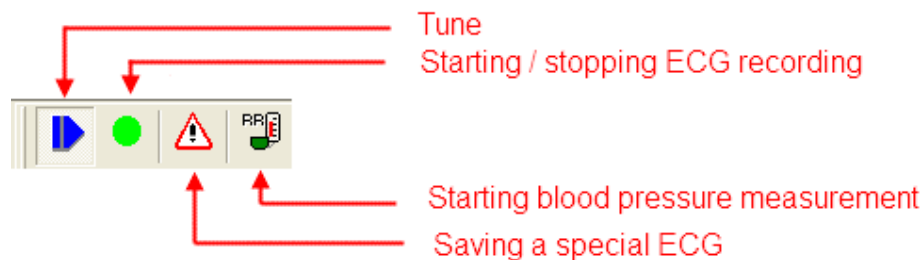 Tune
Starting / stopping ECG recording
RR
Starting blood pressure measurement
Saving a special ECG